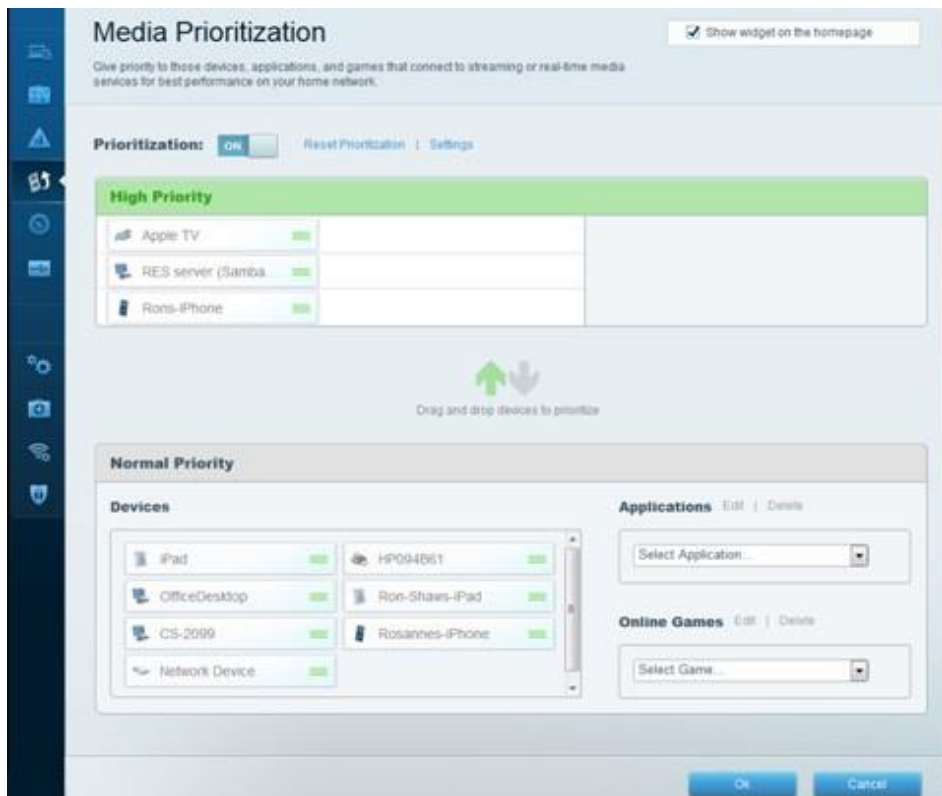 Media Prioritization
Show widget on the homepage
Give priority to those devices, applications, and games that connect to streaming or real-time media
services for best performance on your home network.
Prioritization: ON Reset Prioritization | Settings
High Priority
Apple TV
RES server (Samba
Rons-iPhone
Drag and drop devices to prioritize
Normal Priority
Devices
Applications Edit | Delete
iPad
HP094B61
Select Application...
OfficeDesktop
Ron-Shaws-iPad
Online Games Edit | Delete
CS-2099
Rosannes-iPhone
Network Device
Select Game...
Ok Cancel